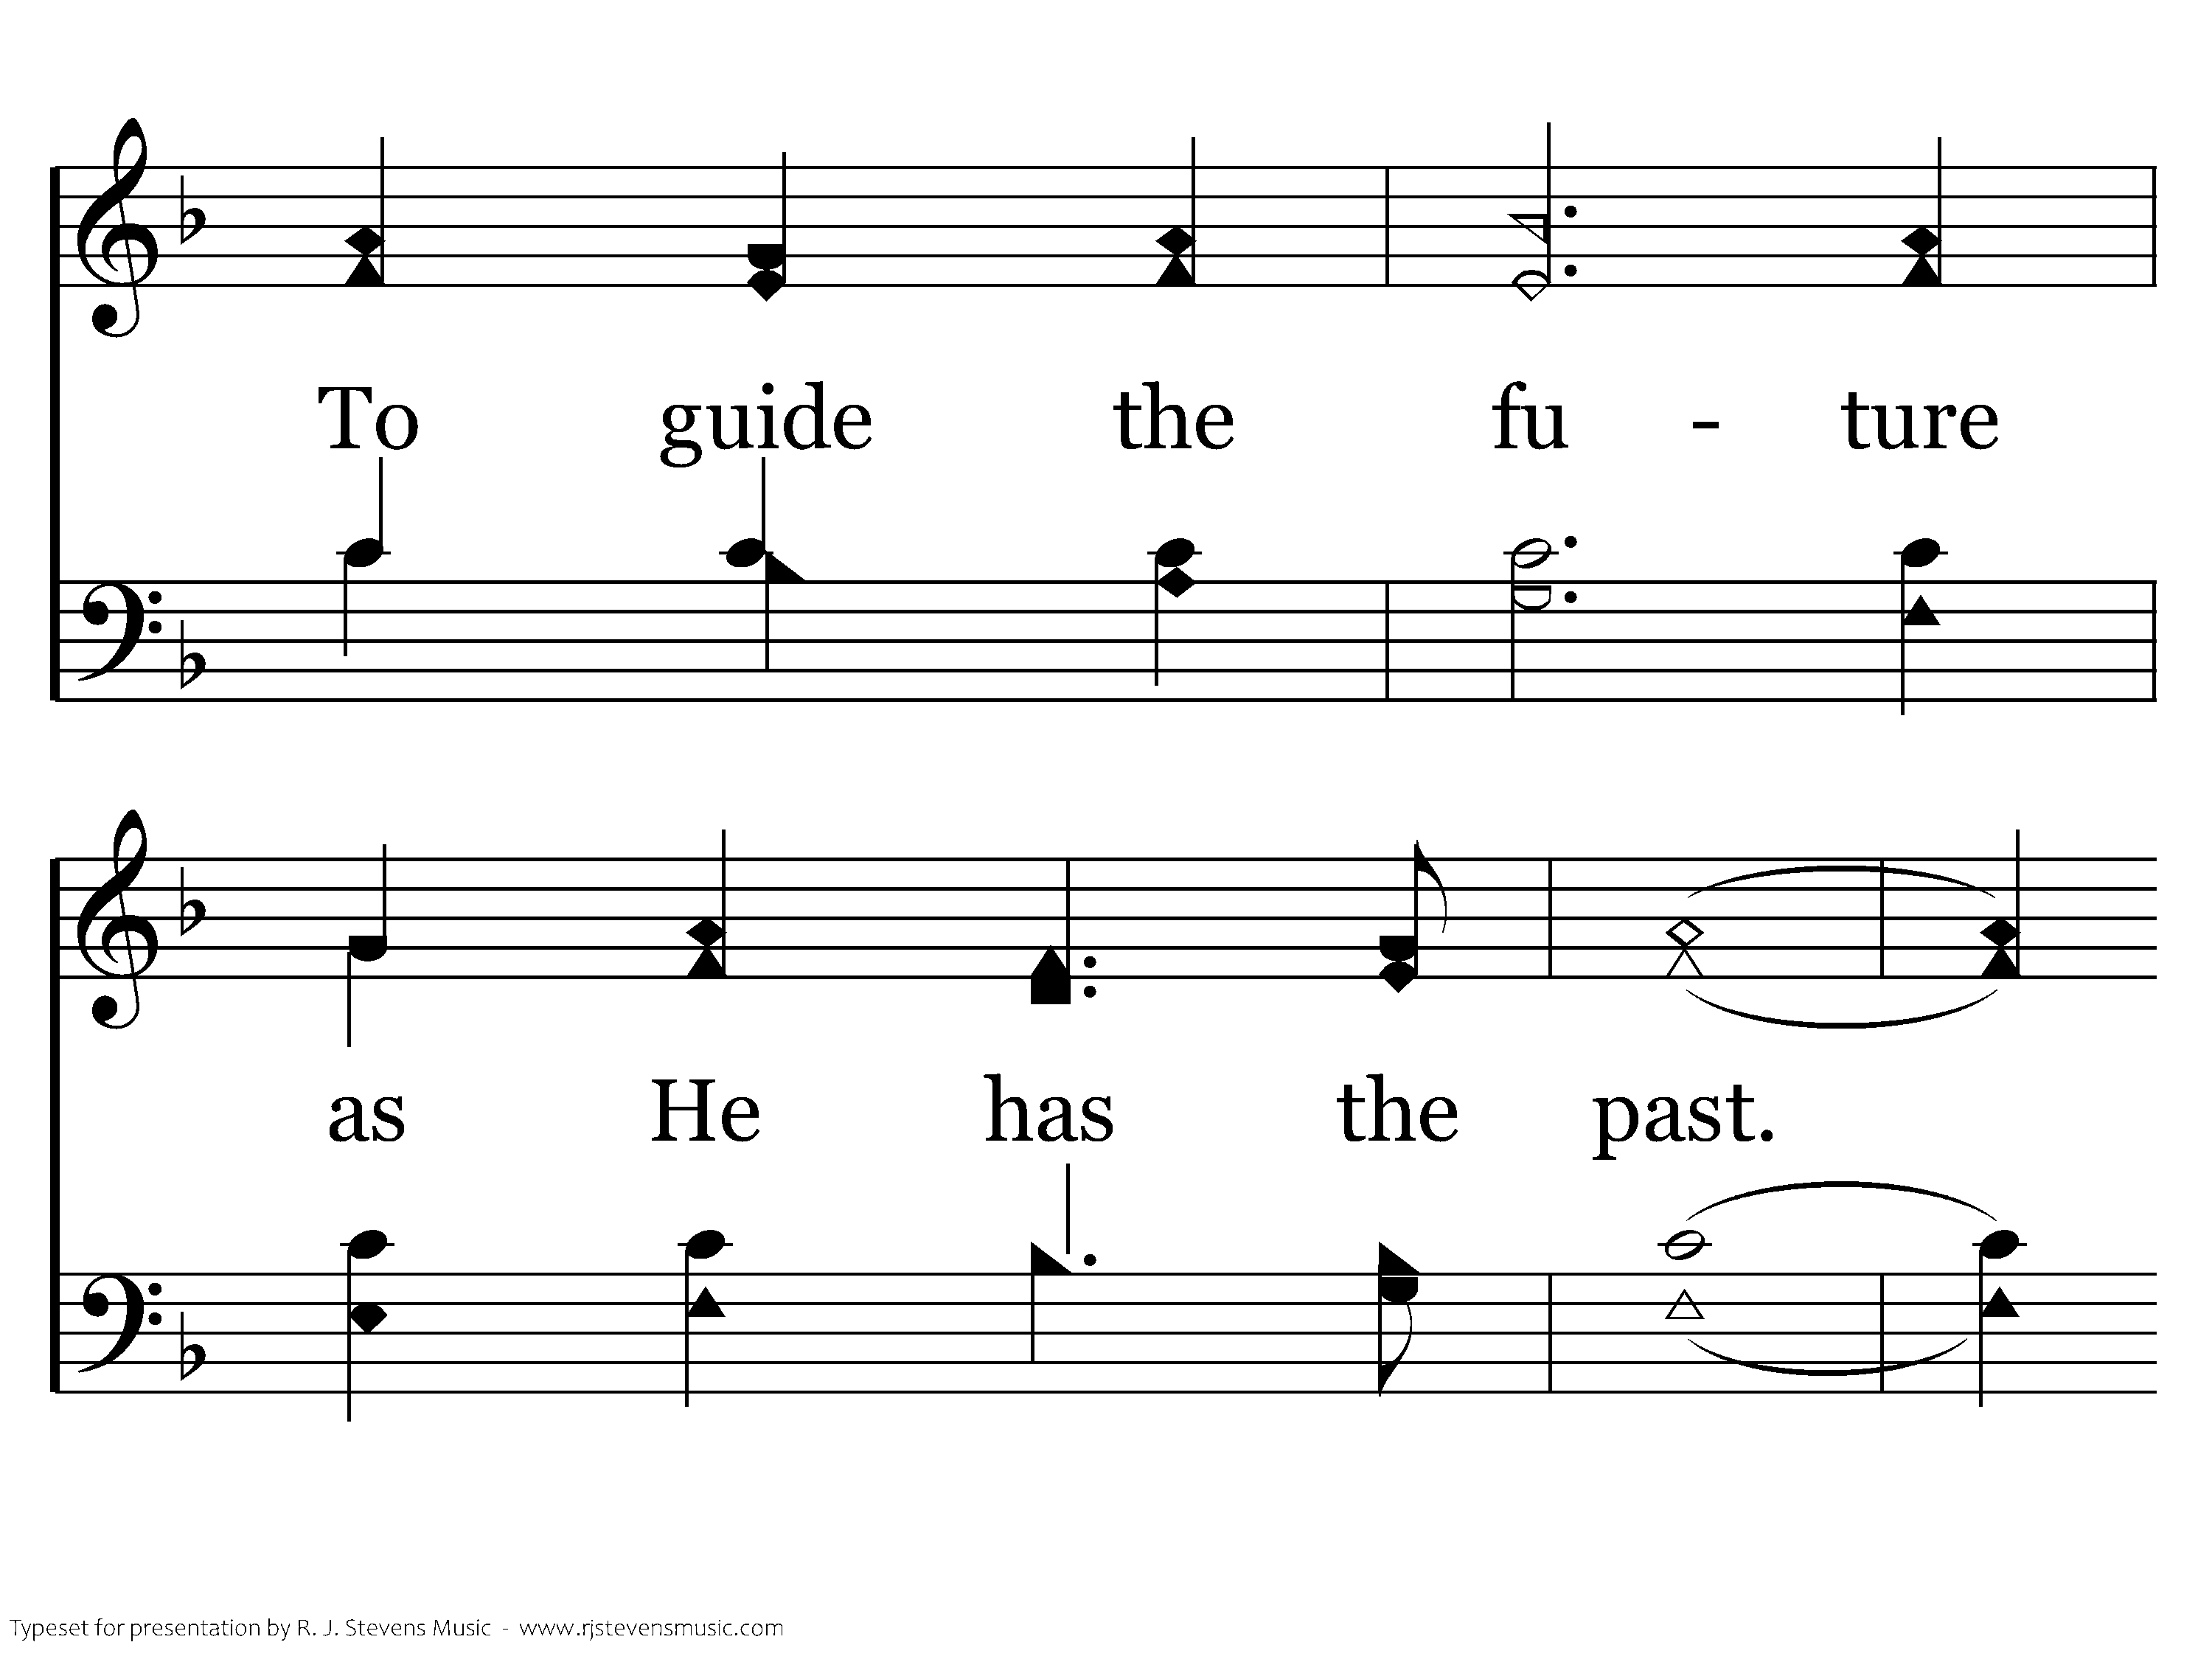 To guide the fu - ture
as He has the past.
Typeset for presentation by R. J. Stevens Music - www.rjstevensmusic.com